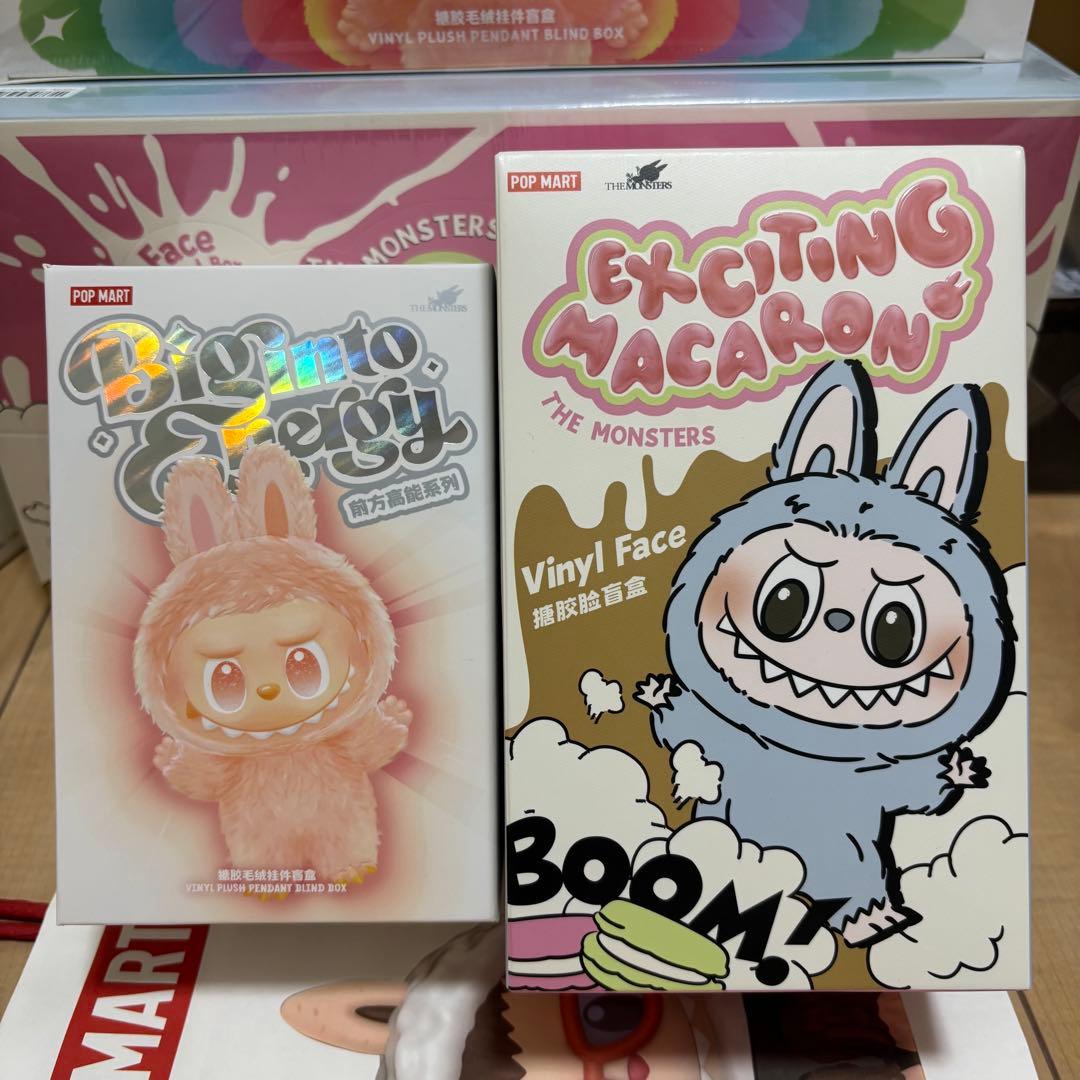 搪胶毛绒挂件盲盒
VINYL PLUSH PENDANT BLIND BOX
Face
THE MONSTERS
POP MART
THE MONSTERS
Big into
Energy
前方高能系列
搪胶毛绒挂件盲盒
VINYL PLUSH PENDANT BLIND BOX
POP MART
THE MONSTERS
EXCITING
MACARON
THE MONSTERS
Vinyl Face
搪胶脸盲盒
BOOM!
MART